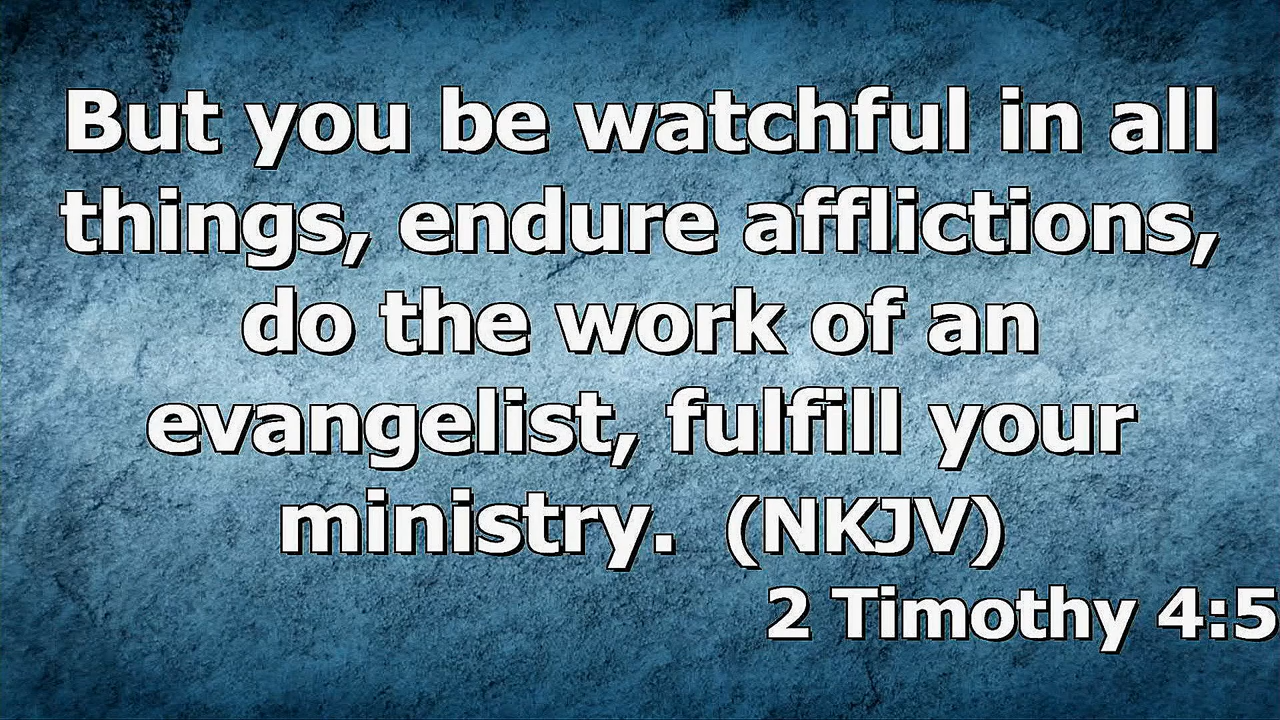 But you be watchful in all
things, endure afflictions,
do the work of an
evangelist, fulfill your
ministry. (NKJV)
2 Timothy 4:5